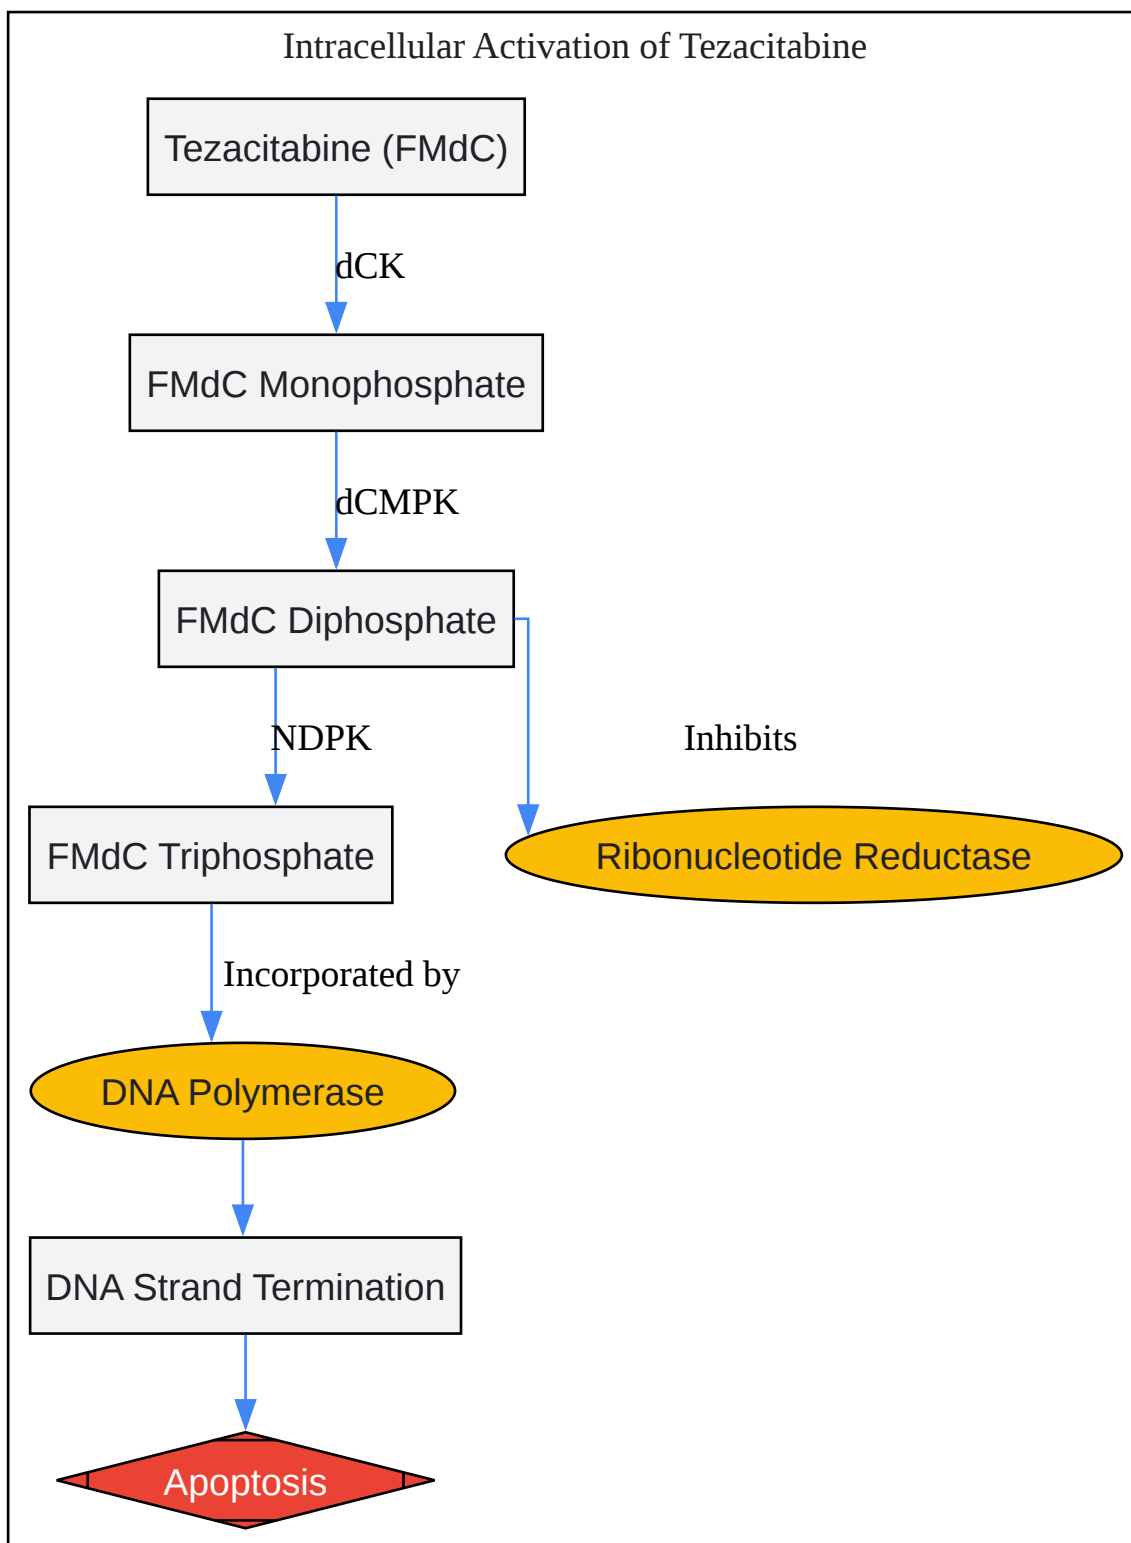 Intracellular Activation of Tezacitabine
Tezacitabine (FMdC)
dCK
FMdC Monophosphate
dCMPK
FMdC Diphosphate
NDPK
Inhibits
FMdC Triphosphate
Ribonucleotide Reductase
Incorporated by
DNA Polymerase
DNA Strand Termination
Apoptosis